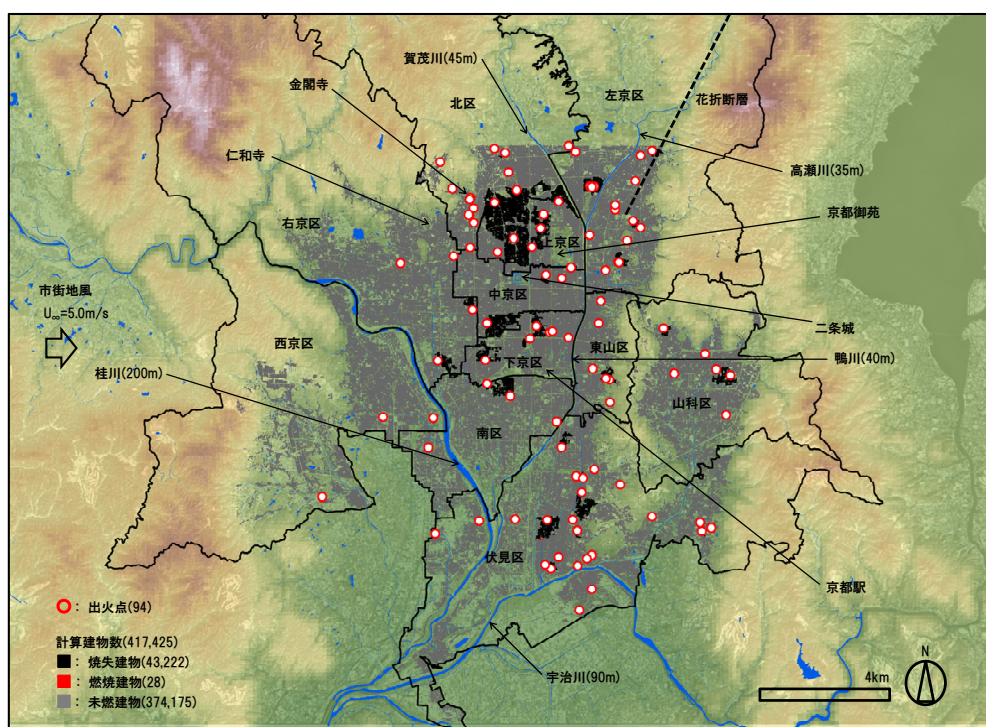 賀茂川(45m)
金閣寺
北区
左京区
花折断層
仁和寺
高瀬川(35m)
京都御苑
右京区
上京区
市街地風
U∞=5.0m/s
中京区
二条城
西京区
東山区
鴨川(40m)
桂川(200m)
下京区
山科区
南区
伏見区
京都駅
：出火点(94)
計算建物数(417,425)
：焼失建物(43,222)
：燃焼建物(28)
：未燃建物(374,175)
宇治川(90m)
N
4km